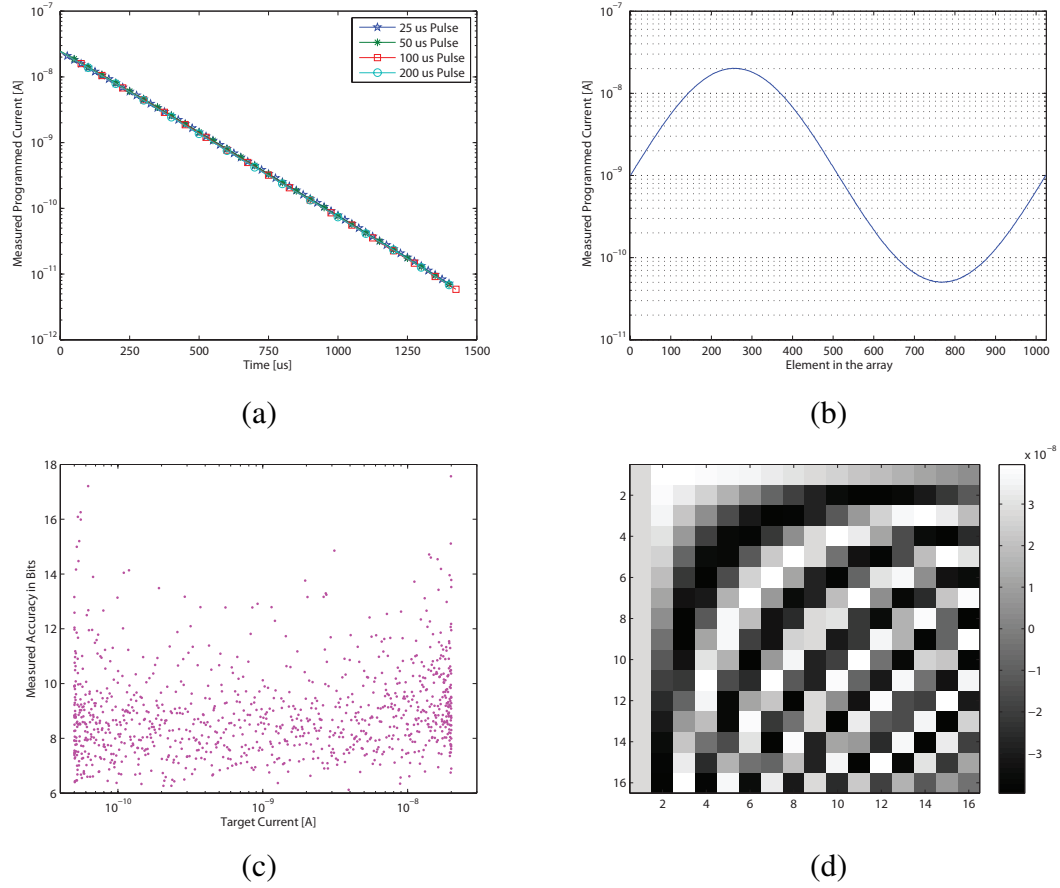 10⁻⁷
10⁻⁸
10⁻⁹
10⁻¹⁰
10⁻¹¹
10⁻¹²
Measured Programmed Current [A]
25 us Pulse
50 us Pulse
100 us Pulse
200 us Pulse
0 250 500 750 1000 1250 1500
Time [us]
(a)
10⁻⁷
10⁻⁸
10⁻⁹
10⁻¹⁰
10⁻¹¹
Measured Programmed Current [A]
0 100 200 300 400 500 600 700 800 900 1000
Element in the array
(b)
18
16
14
12
10
8
6
Measured Accuracy in Bits
10⁻¹⁰ 10⁻⁹ 10⁻⁸
Target Current [A]
(c)
2
4
6
8
10
12
14
16
2 4 6 8 10 12 14 16
x 10⁻⁸
3
2
1
0
-1
-2
-3
(d)